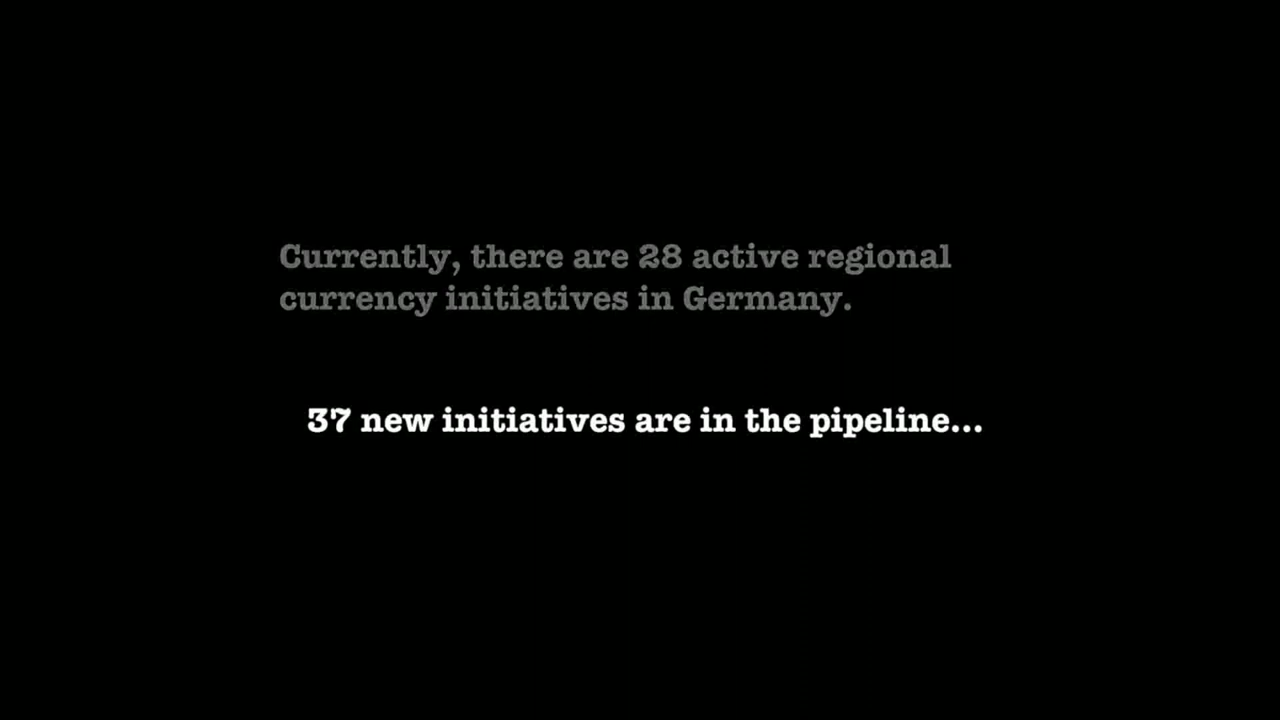 Currently, there are 28 active regional
currency initiatives in Germany.
37 new initiatives are in the pipeline...